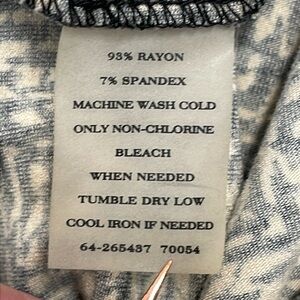 93% RAYON
7% SPANDEX
MACHINE WASH COLD
ONLY NON-CHLORINE
BLEACH
WHEN NEEDED
TUMBLE DRY LOW
COOL IRON IF NEEDED
64-265437 70054